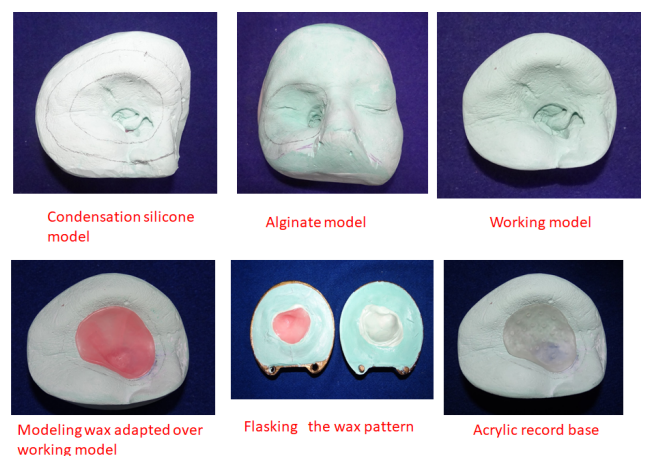 Condensation silicone
model
Alginate model
Working model
Modeling wax adapted over
working model
Flasking the wax pattern
Acrylic record base